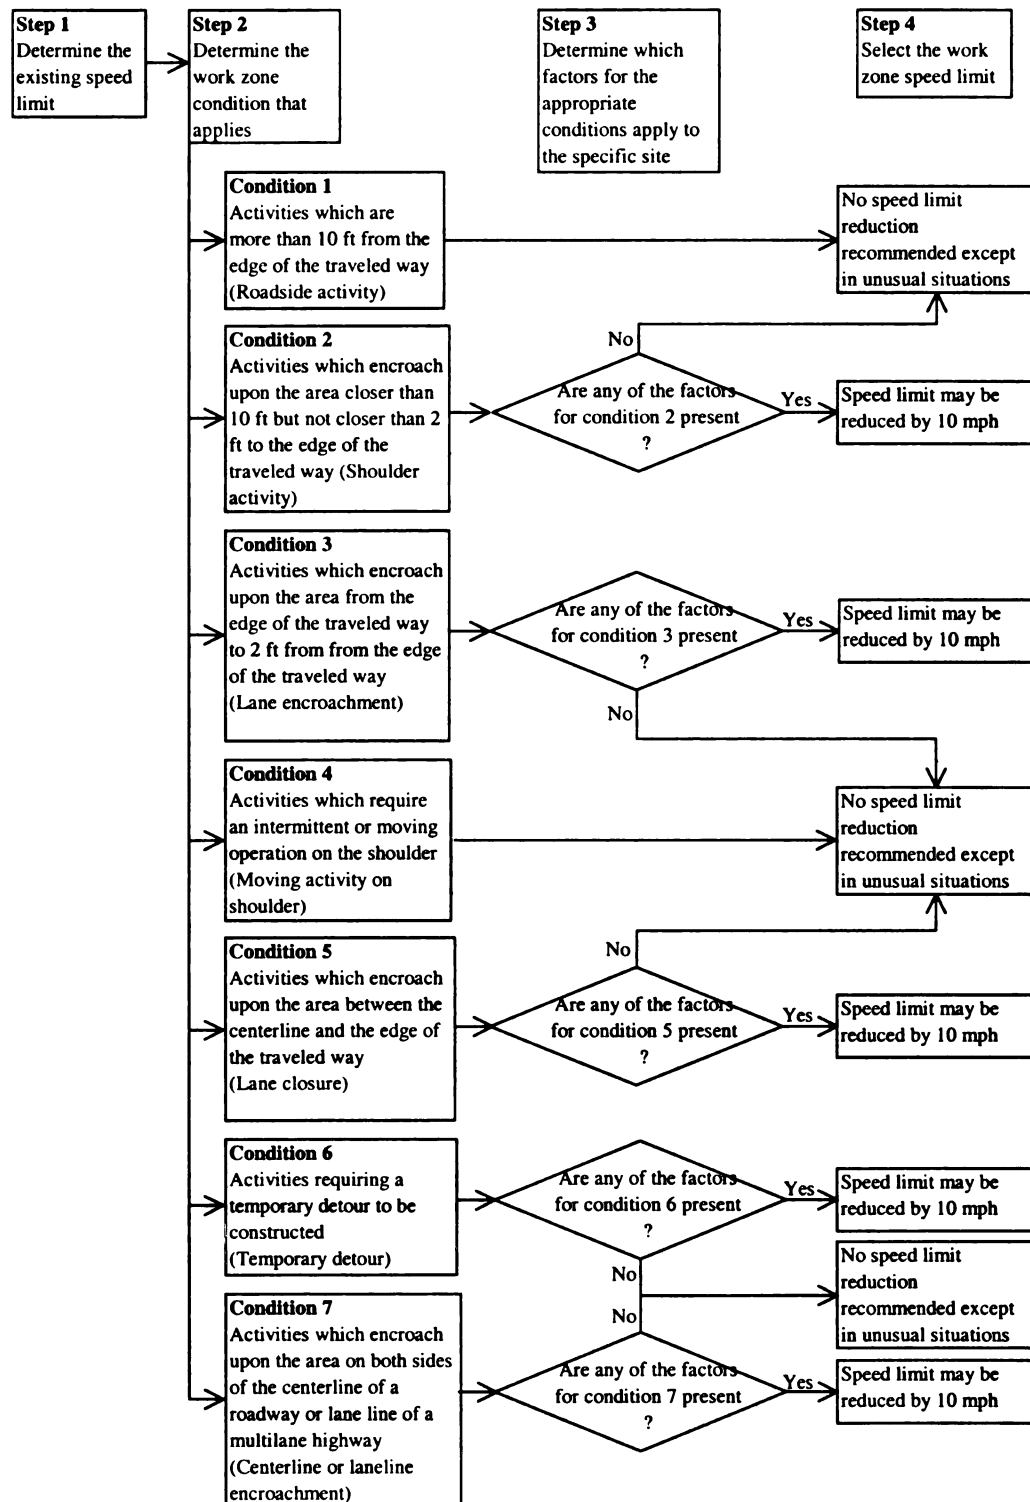 Step 1
Determine the
existing speed
limit
Step 2
Determine the
work zone
condition that
applies
Step 3
Determine which
factors for the
appropriate
conditions apply to
the specific site
Step 4
Select the work
zone speed limit
Condition 1
Activities which are
more than 10 ft from the
edge of the traveled way
(Roadside activity)
No speed limit
reduction
recommended except
in unusual situations
Condition 2
Activities which encroach
upon the area closer than
10 ft but not closer than 2
ft to the edge of the
traveled way (Shoulder
activity)
No
Are any of the factors
for condition 2 present
?
Yes
Speed limit may be
reduced by 10 mph
Condition 3
Activities which encroach
upon the area from the
edge of the traveled way
to 2 ft from from the edge
of the traveled way
(Lane encroachment)
Are any of the factors
for condition 3 present
?
Yes
Speed limit may be
reduced by 10 mph
No
Condition 4
Activities which require
an intermittent or moving
operation on the shoulder
(Moving activity on
shoulder)
No speed limit
reduction
recommended except
in unusual situations
Condition 5
Activities which encroach
upon the area between the
centerline and the edge of
the traveled way
(Lane closure)
No
Are any of the factors
for condition 5 present
?
Yes
Speed limit may be
reduced by 10 mph
Condition 6
Activities requiring a
temporary detour to be
constructed
(Temporary detour)
Are any of the factors
for condition 6 present
?
Yes
Speed limit may be
reduced by 10 mph
No
No speed limit
reduction
recommended except
in unusual situations
Condition 7
Activities which encroach
upon the area on both sides
of the centerline of a
roadway or lane line of a
multilane highway
(Centerline or laneline
encroachment)
No
Are any of the factors
for condition 7 present
?
Yes
Speed limit may be
reduced by 10 mph